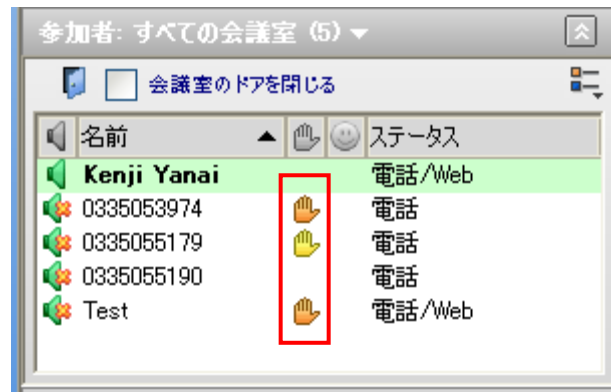 参加者: すべての会議室 (5)
会議室のドアを閉じる
名前 ステータス
Kenji Yanai 電話/Web
0335053974 電話
0335055179 電話
0335055190 電話
Test 電話/Web